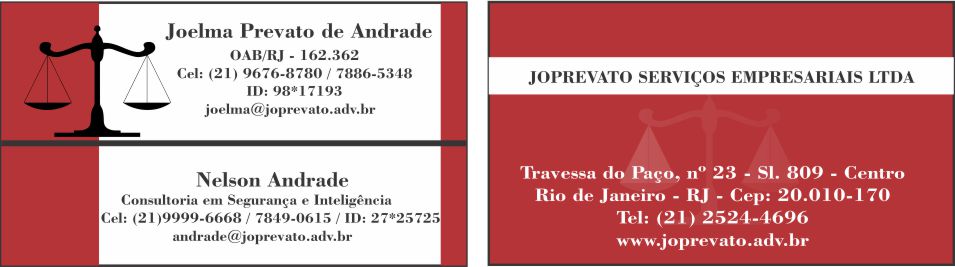 Joelma Prevato de Andrade
OAB/RJ - 162.362
Cel: (21) 9676-8780 / 7886-5348
ID: 98*17193
joelma@joprevato.adv.br
Nelson Andrade
Consultoria em Segurança e Inteligência
Cel: (21)9999-6668 / 7849-0615 / ID: 27*25725
andrade@joprevato.adv.br
JOPREVATO SERVIÇOS EMPRESARIAIS LTDA
Travessa do Paço, nº 23 - Sl. 809 - Centro
Rio de Janeiro - RJ - Cep: 20.010-170
Tel: (21) 2524-4696
www.joprevato.adv.br